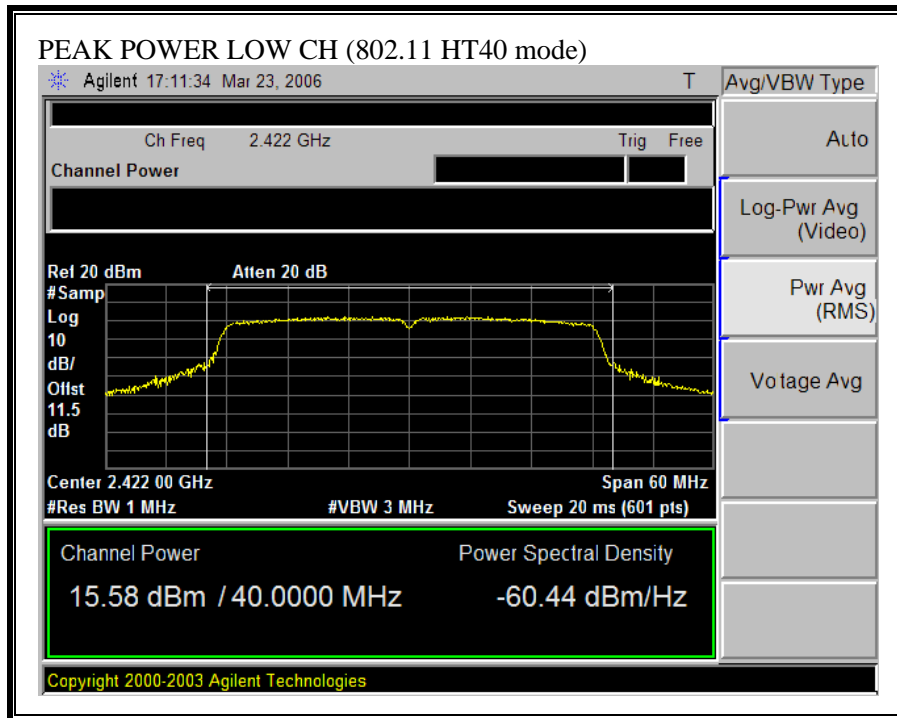 PEAK POWER LOW CH (802.11 HT40 mode)
Agilent 17:11:34 Mar 23, 2006 T
Avg/VBW Type
Ch Freq 2.422 GHz Trig Free
Channel Power
Auto
Log-Pwr Avg
(Video)
Pwr Avg
(RMS)
Vo tage Avg
Ref 20 dBm Atten 20 dB
#Samp
Log
10
dB/
Offst
11.5
dB
Center 2.422 00 GHz Span 60 MHz
#Res BW 1 MHz #VBW 3 MHz Sweep 20 ms (601 pts)
Channel Power Power Spectral Density
15.58 dBm / 40.0000 MHz -60.44 dBm/Hz
Copyright 2000-2003 Agilent Technologies